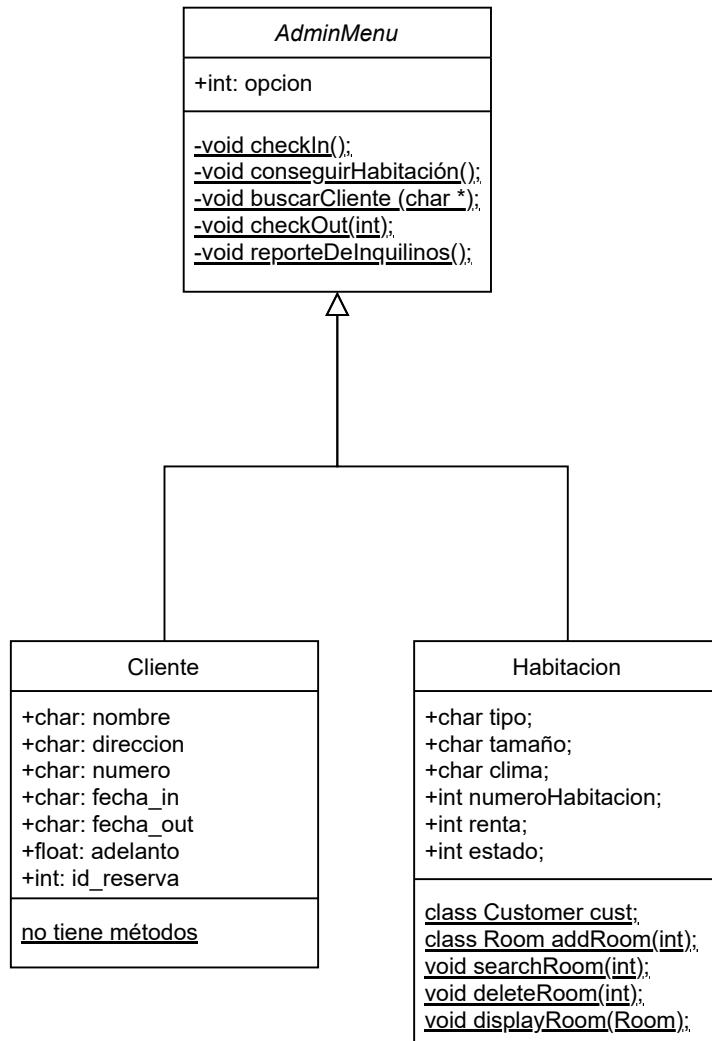 AdminMenu
+int: opcion
-void checkIn();
-void conseguirHabitación();
-void buscarCliente (char *);
-void checkOut(int);
-void reporteDeInquilinos();
Cliente
+char: nombre
+char: direccion
+char: numero
+char: fecha_in
+char: fecha_out
+float: adelanto
+int: id_reserva
no tiene métodos
Habitacion
+char tipo;
+char tamaño;
+char clima;
+int numeroHabitacion;
+int renta;
+int estado;
class Customer cust;
class Room addRoom(int);
void searchRoom(int);
void deleteRoom(int);
void displayRoom(Room);